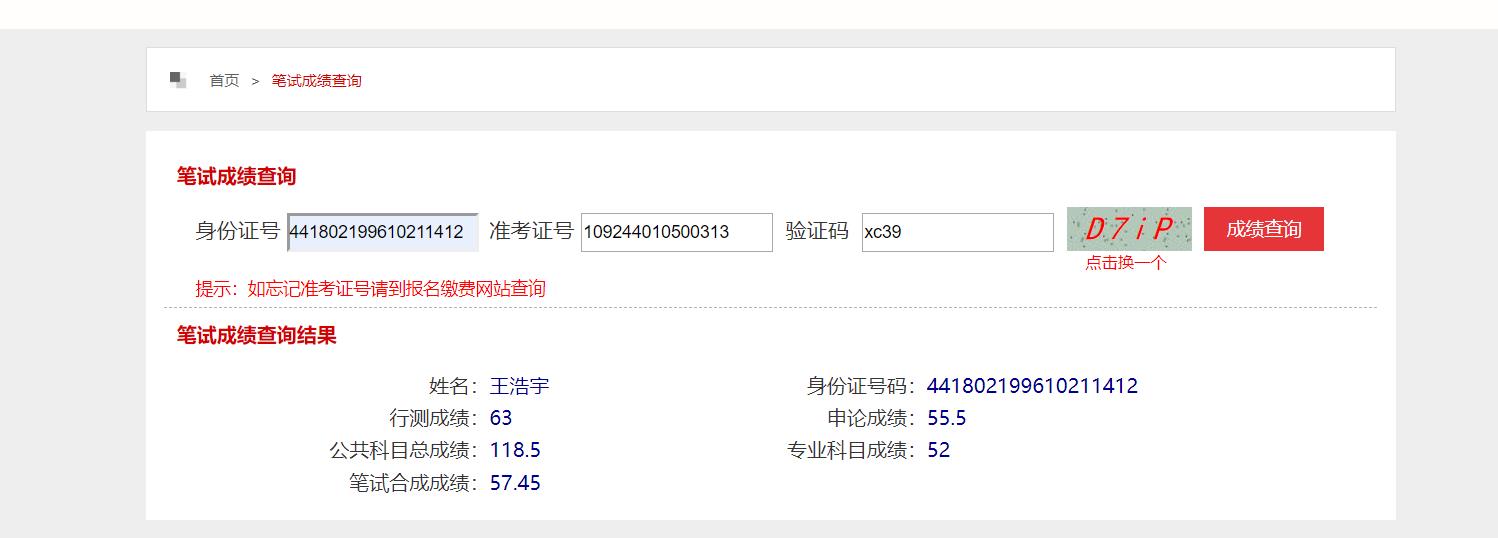 首页 > 笔试成绩查询
笔试成绩查询
身份证号 441802199610211412 准考证号 109244010500313 验证码 xc39 D7iP 成绩查询
点击换一个
提示：如忘记准考证号请到报名缴费网站查询
笔试成绩查询结果
姓名：王浩宇 身份证号码：441802199610211412
行测成绩：63 申论成绩：55.5
公共科目总成绩：118.5 专业科目成绩：52
笔试合成成绩：57.45